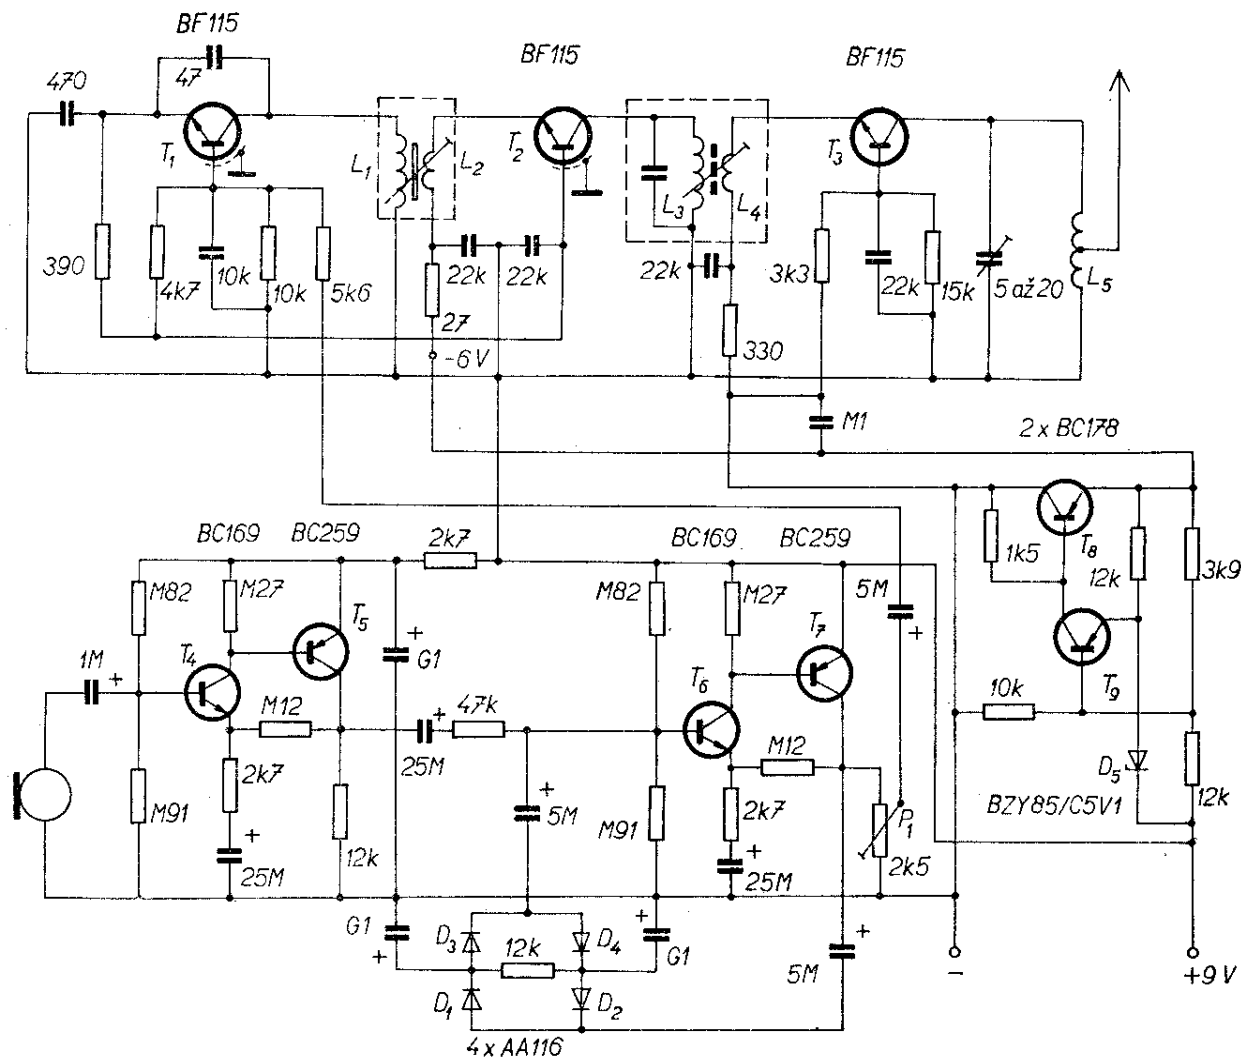 BF115
BF115
BF115
47
470
T1
T2
T3
L1
L2
L3
L4
L5
390
4k7
10k
10k
5k6
22k
22k
27
-6V
22k
330
3k3
22k
15k
5až20
M1
2 x BC178
BC169
BC259
2k7
BC169
BC259
1k5
T8
12k
3k9
M82
M27
T5
M82
M27
T7
5M
+
1M
+
T4
+
G1
T6
T9
10k
M12
+
47k
25M
M12
D5
2k7
M91
+
5M
2k7
M91
P1
BZY85/C5V1
12k
+
25M
12k
+
25M
2k5
G1
+
D3
12k
D4
+
G1
+
5M
D1
D2
-
+9V
4 x AA116